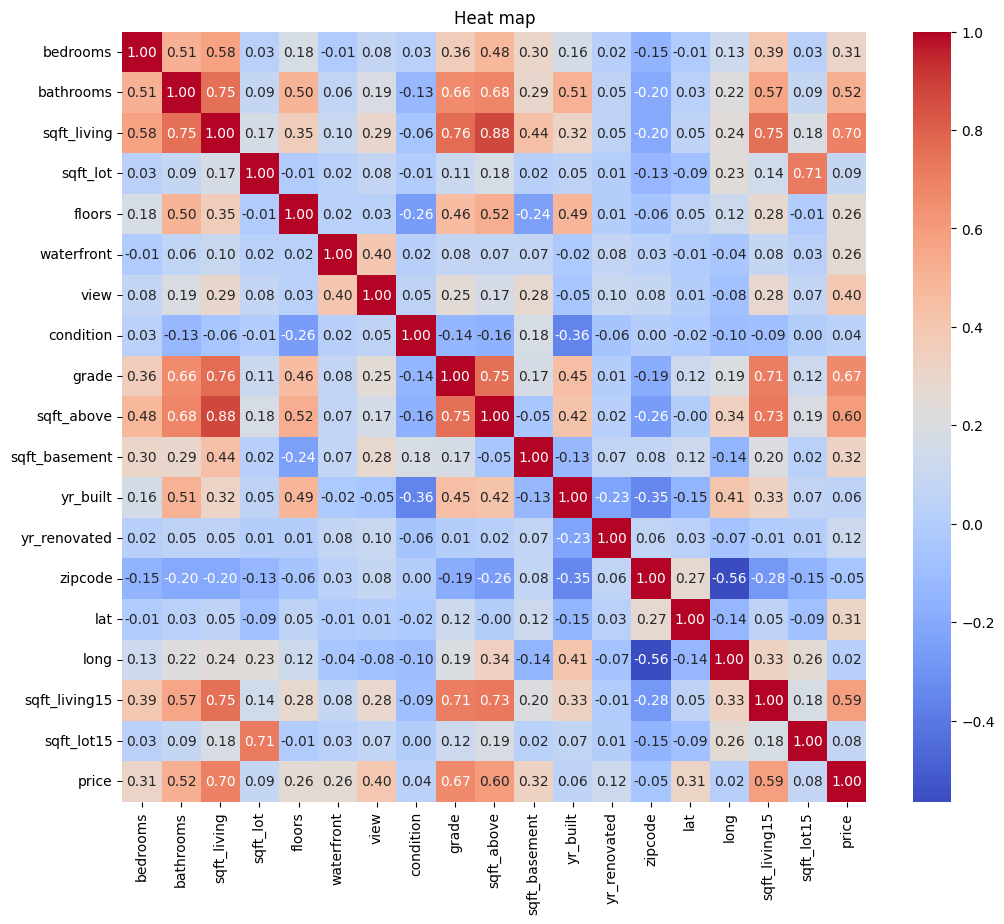 Heat map
bedrooms 1.00 0.51 0.58 0.03 0.18 -0.01 0.08 0.03 0.36 0.48 0.30 0.16 0.02 -0.15 -0.01 0.13 0.39 0.03 0.31
bathrooms 0.51 1.00 0.75 0.09 0.50 0.06 0.19 -0.13 0.66 0.68 0.29 0.51 0.05 -0.20 0.03 0.22 0.57 0.09 0.52
sqft_living 0.58 0.75 1.00 0.17 0.35 0.10 0.29 -0.06 0.76 0.88 0.44 0.32 0.05 -0.20 0.05 0.24 0.75 0.18 0.70
sqft_lot 0.03 0.09 0.17 1.00 -0.01 0.02 0.08 -0.01 0.11 0.18 0.02 0.05 0.01 -0.13 -0.09 0.23 0.14 0.71 0.09
floors 0.18 0.50 0.35 -0.01 1.00 0.02 0.03 -0.26 0.46 0.52 -0.24 0.49 0.01 -0.06 0.05 0.12 0.28 -0.01 0.26
waterfront -0.01 0.06 0.10 0.02 0.02 1.00 0.40 0.02 0.08 0.07 0.07 -0.02 0.08 0.03 -0.01 -0.04 0.08 0.03 0.26
view 0.08 0.19 0.29 0.08 0.03 0.40 1.00 0.05 0.25 0.17 0.28 -0.05 0.10 0.08 0.01 -0.08 0.28 0.07 0.40
condition 0.03 -0.13 -0.06 -0.01 -0.26 0.02 0.05 1.00 -0.14 -0.16 0.18 -0.36 -0.06 0.00 -0.02 -0.10 -0.09 0.00 0.04
grade 0.36 0.66 0.76 0.11 0.46 0.08 0.25 -0.14 1.00 0.75 0.17 0.45 0.01 -0.19 0.12 0.19 0.71 0.12 0.67
sqft_above 0.48 0.68 0.88 0.18 0.52 0.07 0.17 -0.16 0.75 1.00 -0.05 0.42 0.02 -0.26 -0.00 0.34 0.73 0.19 0.60
sqft_basement 0.30 0.29 0.44 0.02 -0.24 0.07 0.28 0.18 0.17 -0.05 1.00 -0.13 0.07 0.08 0.12 -0.14 0.20 0.02 0.32
yr_built 0.16 0.51 0.32 0.05 0.49 -0.02 -0.05 -0.36 0.45 0.42 -0.13 1.00 -0.23 -0.35 -0.15 0.41 0.33 0.07 0.06
yr_renovated 0.02 0.05 0.05 0.01 0.01 0.08 0.10 -0.06 0.01 0.02 0.07 -0.23 1.00 0.06 0.03 -0.07 -0.01 0.01 0.12
zipcode -0.15 -0.20 -0.20 -0.13 -0.06 0.03 0.08 0.00 -0.19 -0.26 0.08 -0.35 0.06 1.00 0.27 -0.56 -0.28 -0.15 -0.05
lat -0.01 0.03 0.05 -0.09 0.05 -0.01 0.01 -0.02 0.12 -0.00 0.12 -0.15 0.03 0.27 1.00 -0.14 0.05 -0.09 0.31
long 0.13 0.22 0.24 0.23 0.12 -0.04 -0.08 -0.10 0.19 0.34 -0.14 0.41 -0.07 -0.56 -0.14 1.00 0.33 0.26 0.02
sqft_living15 0.39 0.57 0.75 0.14 0.28 0.08 0.28 -0.09 0.71 0.73 0.20 0.33 -0.01 -0.28 0.05 0.33 1.00 0.18 0.59
sqft_lot15 0.03 0.09 0.18 0.71 -0.01 0.03 0.07 0.00 0.12 0.19 0.02 0.07 0.01 -0.15 -0.09 0.26 0.18 1.00 0.08
price 0.31 0.52 0.70 0.09 0.26 0.26 0.40 0.04 0.67 0.60 0.32 0.06 0.12 -0.05 0.31 0.02 0.59 0.08 1.00
bedrooms bathrooms sqft_living sqft_lot floors waterfront view condition grade sqft_above sqft_basement yr_built yr_renovated zipcode lat long sqft_living15 sqft_lot15 price
1.0
0.8
0.6
0.4
0.2
0.0
−0.2
−0.4